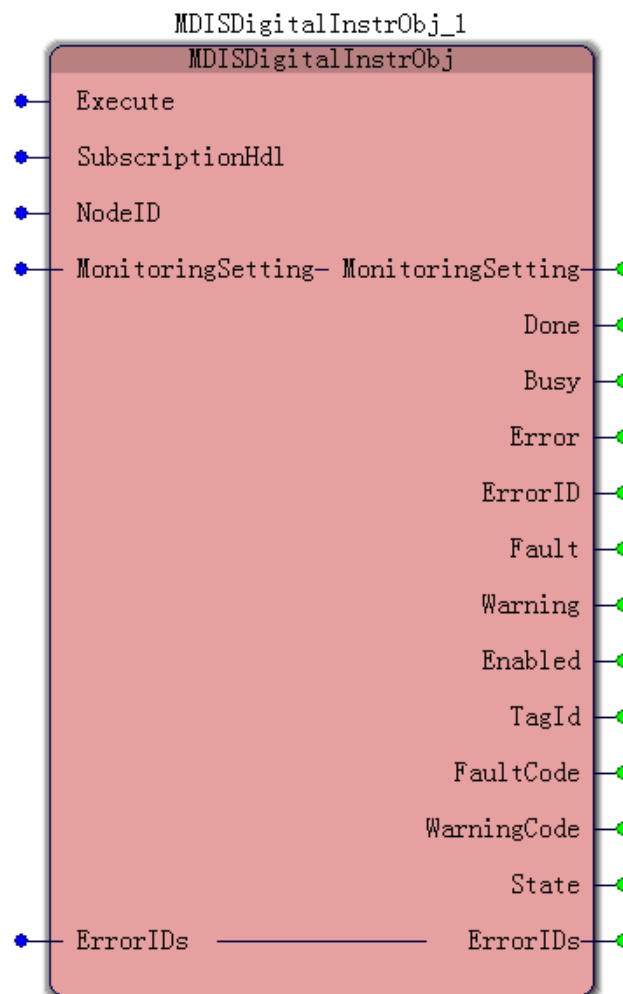 MDISDigitalInstrObj_1
MDISDigitalInstrObj
Execute
SubscriptionHdl
NodeID
MonitoringSetting MonitoringSetting
Done
Busy
Error
ErrorID
Fault
Warning
Enabled
TagId
FaultCode
WarningCode
State
ErrorIDs ErrorIDs